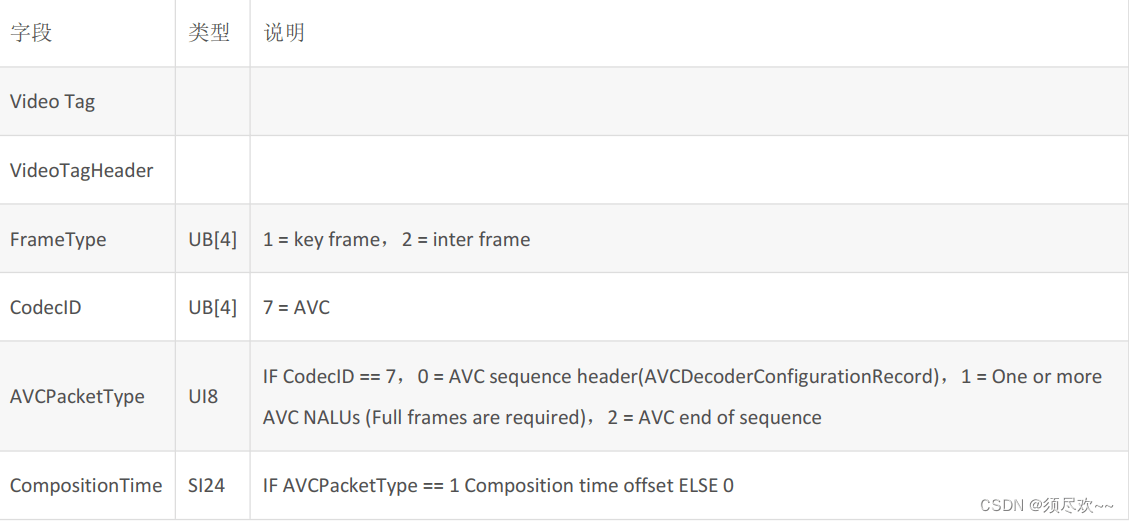 字段 类型 说明
Video Tag
VideoTagHeader
FrameType UB[4] 1 = key frame，2 = inter frame
CodecID UB[4] 7 = AVC
AVCPacketType UI8 IF CodecID == 7，0 = AVC sequence header(AVCDecoderConfigurationRecord)，1 = One or more
AVC NALUs (Full frames are required)，2 = AVC end of sequence
CompositionTime SI24 IF AVCPacketType == 1 Composition time offset ELSE 0
CSDN @须尽欢~~